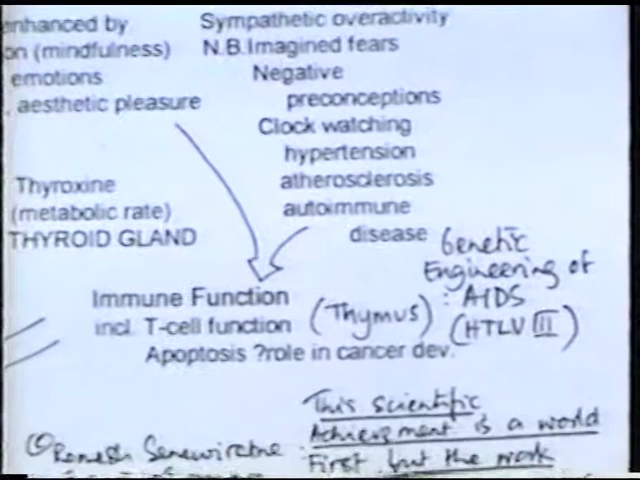 enhanced by
on (mindfulness)
emotions
, aesthetic pleasure
Sympathetic overactivity
N.B. Imagined fears
Negative
preconceptions
Clock watching
hypertension
atherosclerosis
autoimmune
disease
Thyroxine
(metabolic rate)
THYROID GLAND
Genetic
Engineering of
: AIDS
(HTLV III)
Immune Function
incl. T-cell function
(Thymus)
Apoptosis ?role in cancer dev.
This scientific
Achievement is a world
First, but the work
© Romesh Senewiratne